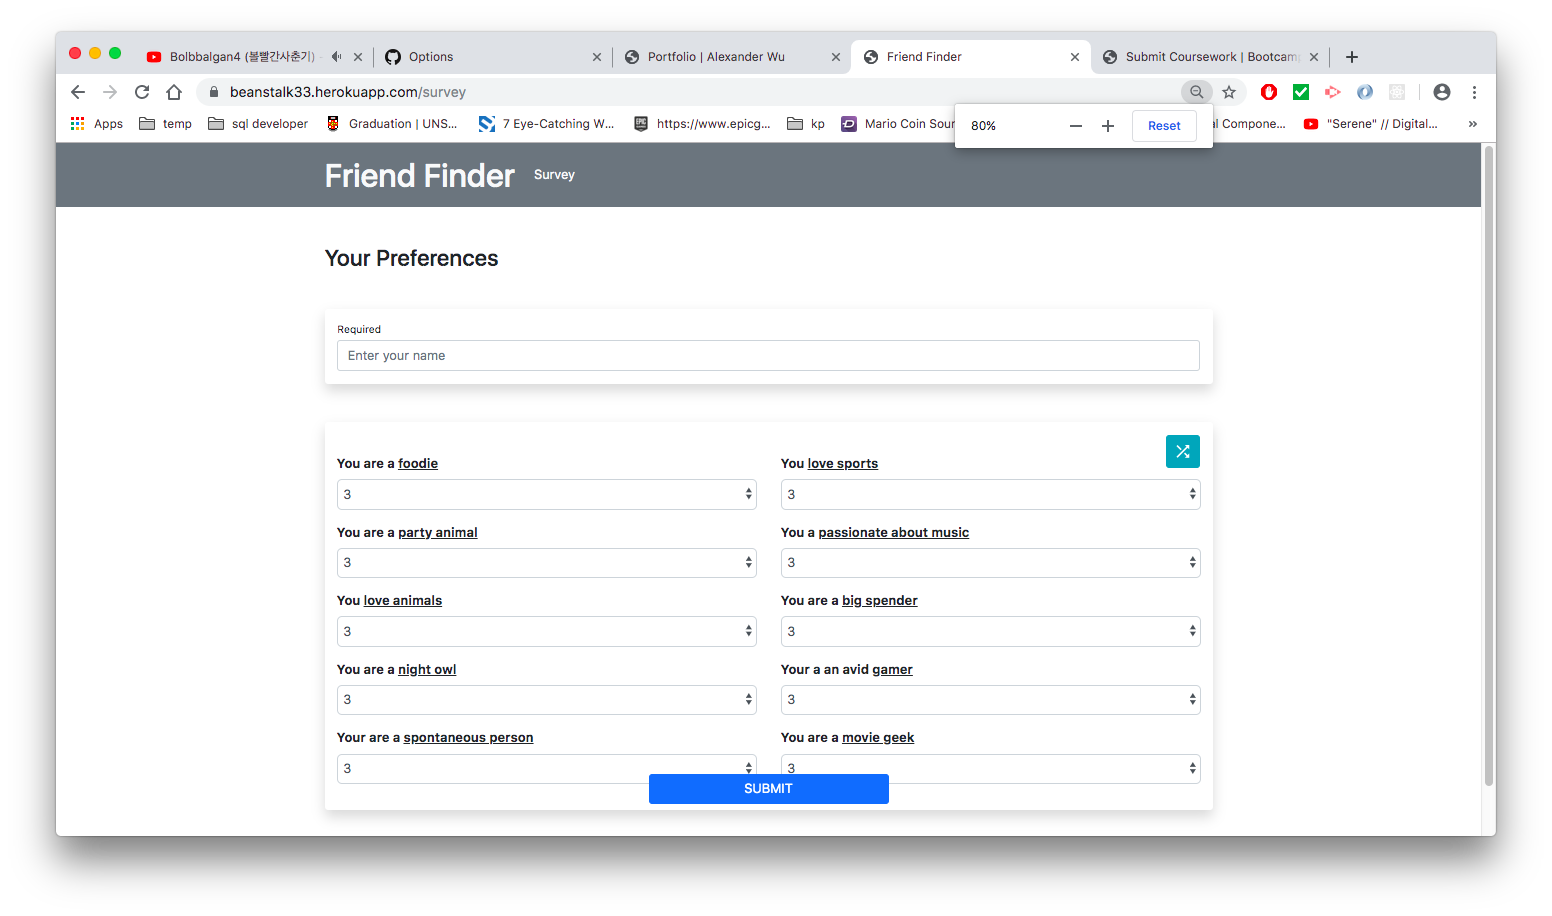 Bolbbalgan4 (볼빨간사춘기) -
Options
Portfolio | Alexander Wu
Friend Finder
Submit Coursework | Bootcamp
beanstalk33.herokuapp.com/survey
Apps
temp
sql developer
Graduation | UNS...
7 Eye-Catching W...
https://www.epicg...
kp
Mario Coin Sour
l Compone...
"Serene" // Digital...
»
80%
Reset
Friend Finder
Survey
Your Preferences
Required
Enter your name
You are a foodie
You love sports
3
3
You are a party animal
You a passionate about music
3
3
You love animals
You are a big spender
3
3
You are a night owl
Your a an avid gamer
3
3
Your are a spontaneous person
You are a movie geek
3
3
SUBMIT